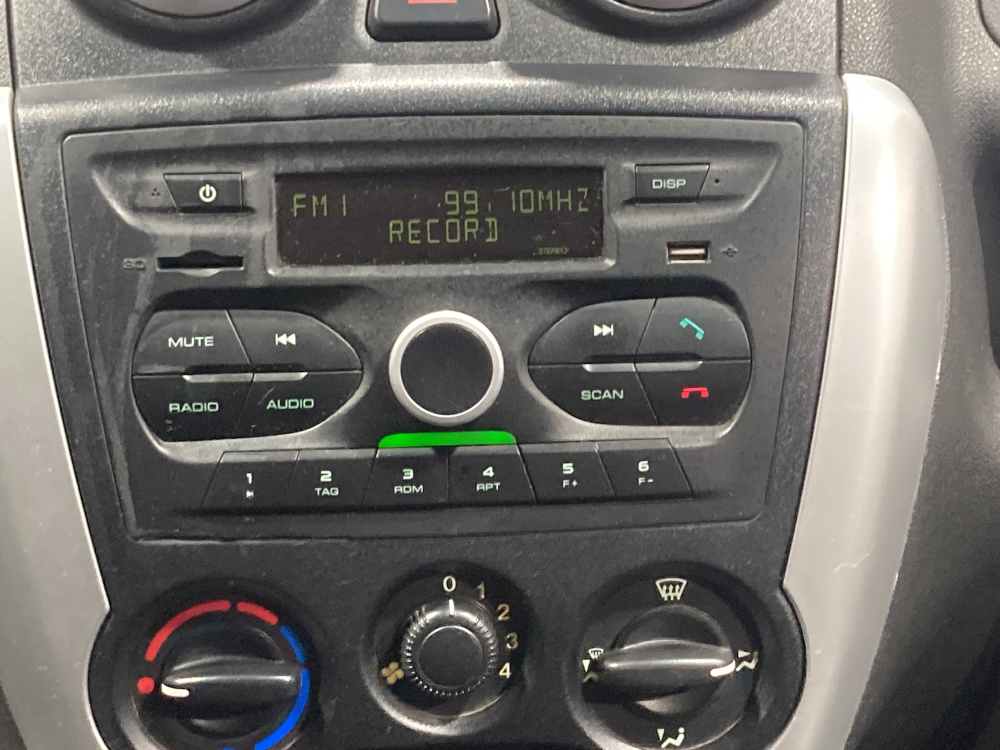 FM1 99.10MHZ
DISP
RECORD
STEREO
SD
MUTE
RADIO
AUDIO
SCAN
1
2
TAG
3
RDM
4
RPT
5
F+
6
F-
0
1
2
3
4